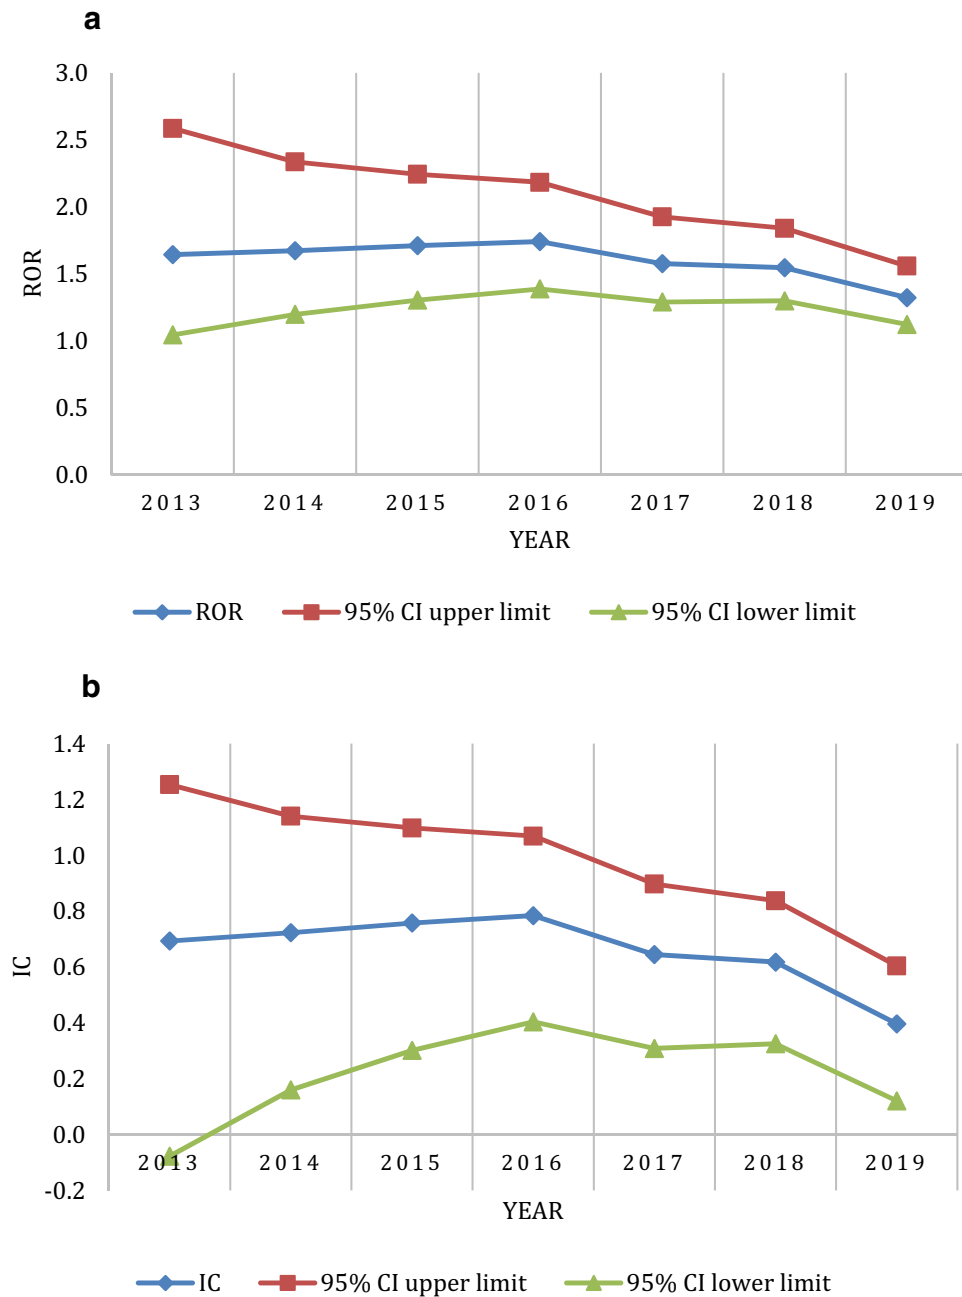 a
3.0
2.5
2.0
1.5
1.0
0.5
0.0
ROR
2013 2014 2015 2016 2017 2018 2019
YEAR
ROR 95% CI upper limit 95% CI lower limit
b
1.4
1.2
1.0
0.8
0.6
0.4
0.2
0.0
-0.2
IC
2013 2014 2015 2016 2017 2018 2019
YEAR
IC 95% CI upper limit 95% CI lower limit